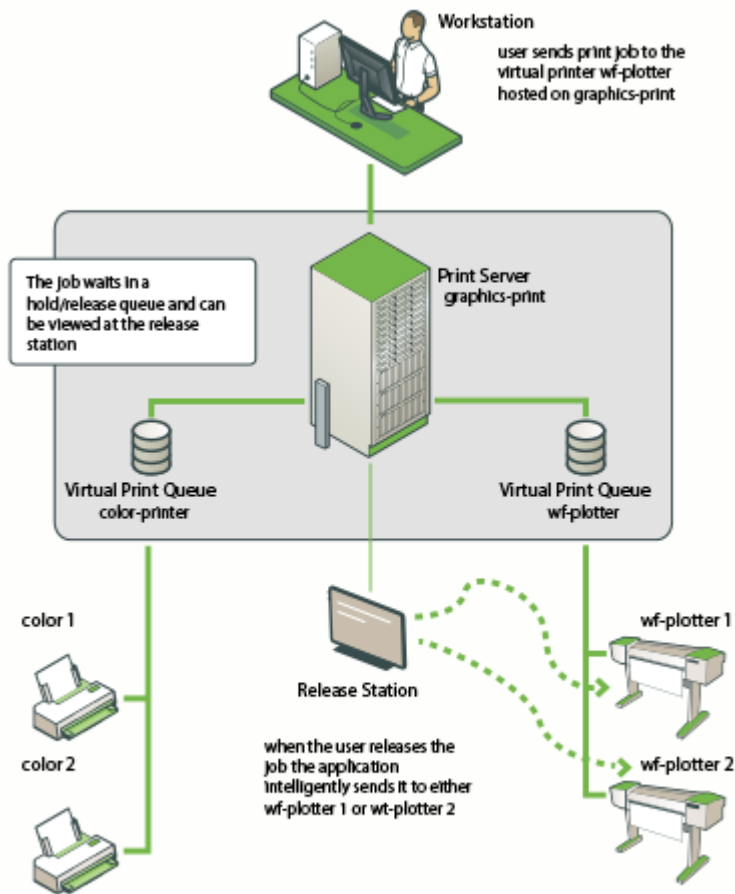 Workstation
user sends print job to the
virtual printer wf-plotter
hosted on graphics-print
The job waits in a
hold/release queue and can
be viewed at the release
station
Print Server
graphics-print
Virtual Print Queue
color-printer
Virtual Print Queue
wf-plotter
color 1
wf-plotter 1
Release Station
color 2
when the user releases the
job the application
intelligently sends it to either
wf-plotter 1 or wt-plotter 2
wf-plotter 2